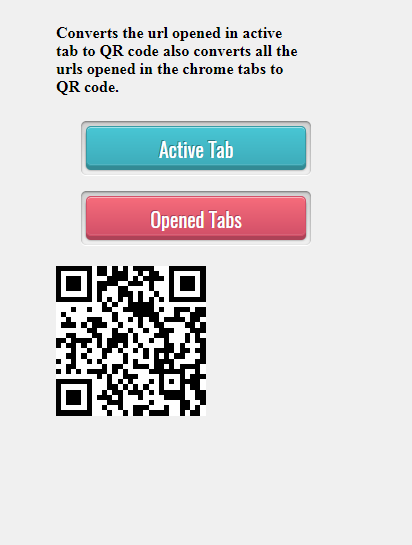 Converts the url opened in active
tab to QR code also converts all the
urls opened in the chrome tabs to
QR code.
Active Tab
Opened Tabs